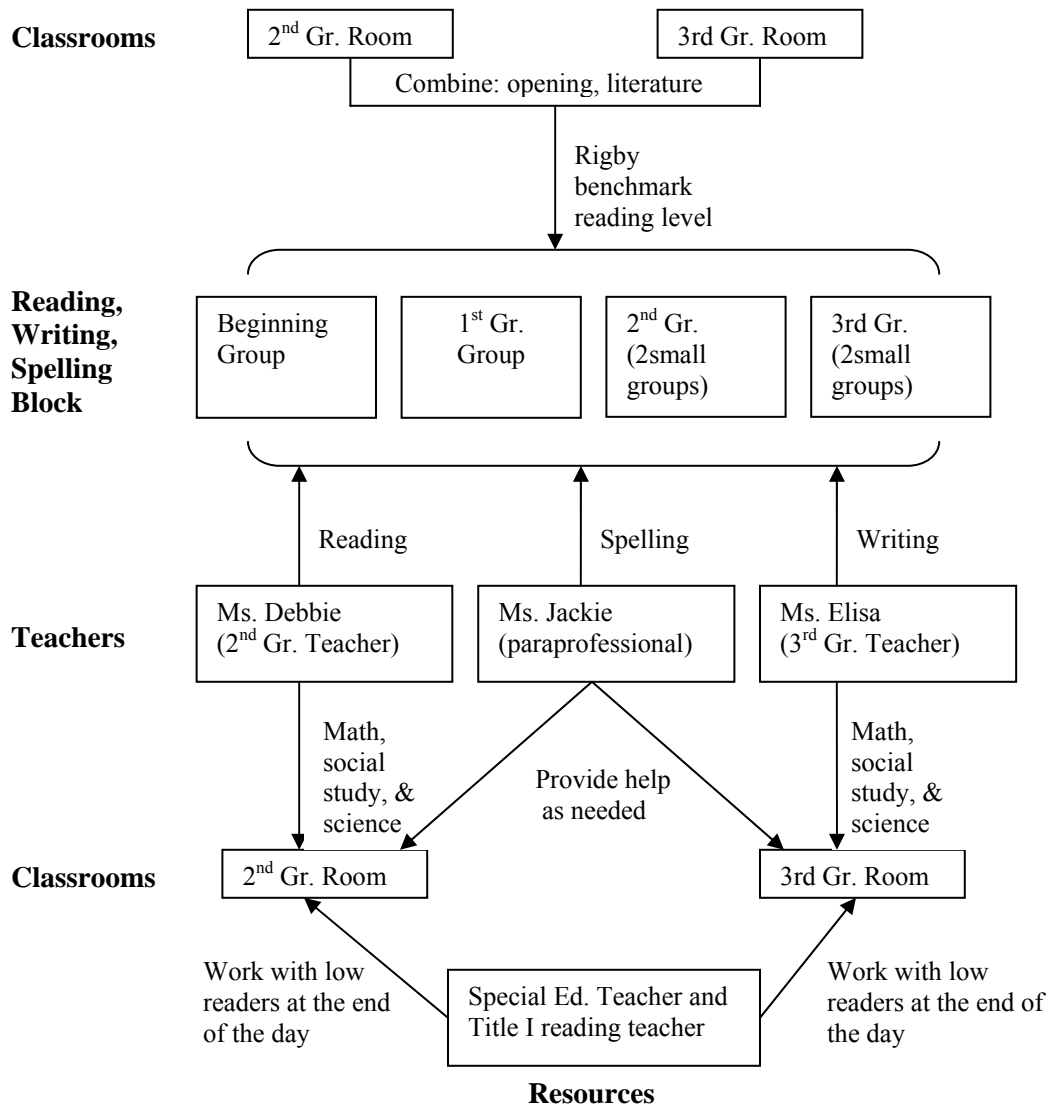 Classrooms
2nd Gr. Room
3rd Gr. Room
Combine: opening, literature
Rigby
benchmark
reading level
Reading,
Writing,
Spelling
Block
Beginning
Group
1st Gr.
Group
2nd Gr.
(2small
groups)
3rd Gr.
(2small
groups)
Reading
Spelling
Writing
Teachers
Ms. Debbie
(2nd Gr. Teacher)
Ms. Jackie
(paraprofessional)
Ms. Elisa
(3rd Gr. Teacher)
Math,
social
study, &
science
Provide help
as needed
Math,
social
study, &
science
Classrooms
2nd Gr. Room
3rd Gr. Room
Work with low
readers at the end
of the day
Special Ed. Teacher and
Title I reading teacher
Work with low
readers at the end of
the day
Resources